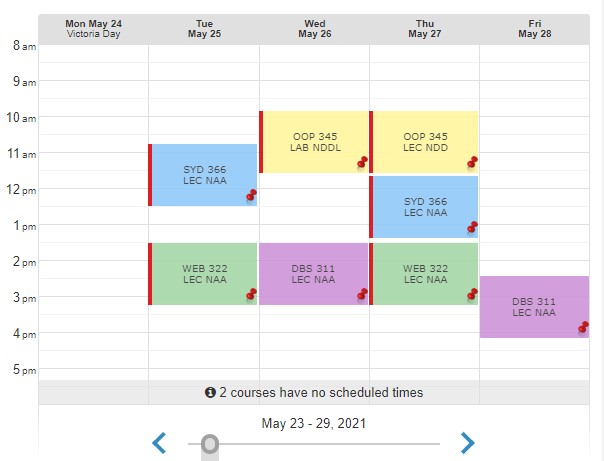 Mon May 24
Victoria Day
Tue
May 25
Wed
May 26
Thu
May 27
Fri
May 28
8 am
9 am
10 am
11 am
12 pm
1 pm
2 pm
3 pm
4 pm
5 pm
SYD 366
LEC NAA
WEB 322
LEC NAA
OOP 345
LAB NDDL
DBS 311
LEC NAA
OOP 345
LEC NDD
SYD 366
LEC NAA
WEB 322
LEC NAA
DBS 311
LEC NAA
2 courses have no scheduled times
May 23 - 29, 2021